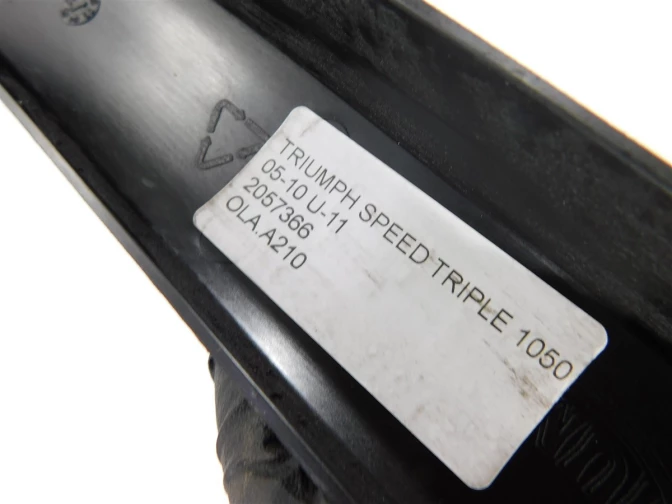 TRIUMPH SPEED TRIPLE 1050
05-10 U-11
2057366
OLA.A210